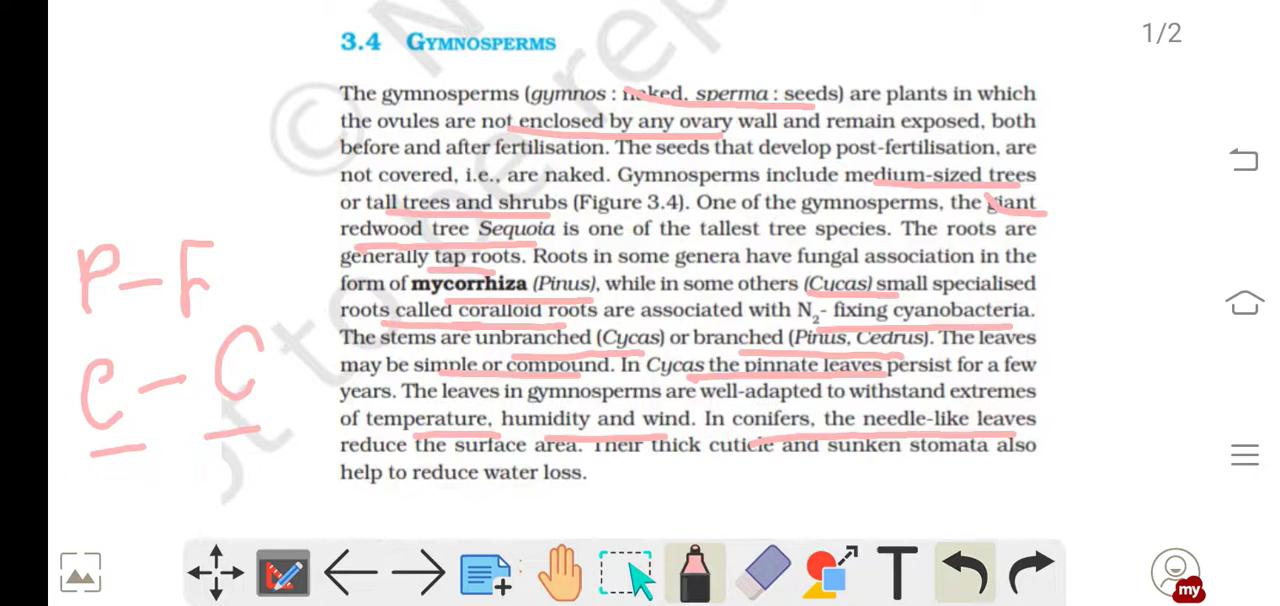 1/2
3.4 GYMNOSPERMS
The gymnosperms (gymnos : naked, sperma : seeds) are plants in which
the ovules are not enclosed by any ovary wall and remain exposed, both
before and after fertilisation. The seeds that develop post-fertilisation, are
not covered, i.e., are naked. Gymnosperms include medium-sized trees
or tall trees and shrubs (Figure 3.4). One of the gymnosperms, the giant
redwood tree Sequoia is one of the tallest tree species. The roots are
generally tap roots. Roots in some genera have fungal association in the
form of mycorrhiza (Pinus), while in some others (Cycas) small specialised
roots called coralloid roots are associated with N₂- fixing cyanobacteria.
The stems are unbranched (Cycas) or branched (Pinus, Cedrus). The leaves
may be simple or compound. In Cycas the pinnate leaves persist for a few
years. The leaves in gymnosperms are well-adapted to withstand extremes
of temperature, humidity and wind. In conifers, the needle-like leaves
reduce the surface area. Their thick cuticle and sunken stomata also
help to reduce water loss.
P - F
C - C
T
my